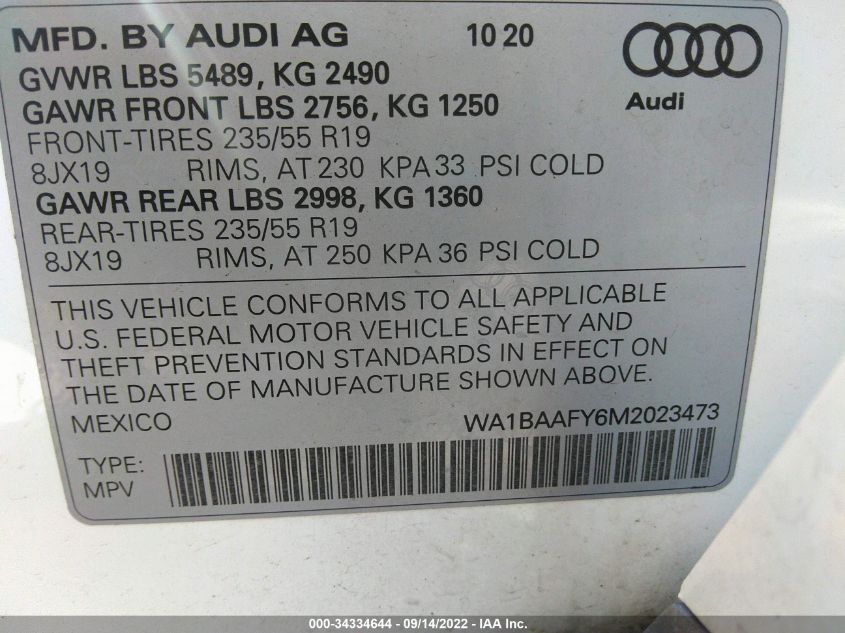 MFD. BY AUDI AG 10 20
GVWR LBS 5489, KG 2490
GAWR FRONT LBS 2756, KG 1250
Audi
FRONT-TIRES 235/55 R19
8JX19 RIMS, AT 230 KPA 33 PSI COLD
GAWR REAR LBS 2998, KG 1360
REAR-TIRES 235/55 R19
8JX19 RIMS, AT 250 KPA 36 PSI COLD
THIS VEHICLE CONFORMS TO ALL APPLICABLE
U.S. FEDERAL MOTOR VEHICLE SAFETY AND
THEFT PREVENTION STANDARDS IN EFFECT ON
THE DATE OF MANUFACTURE SHOWN ABOVE.
MEXICO WA1BAAFY6M2023473
TYPE:
MPV
000-34334644 - 09/14/2022 - IAA Inc.